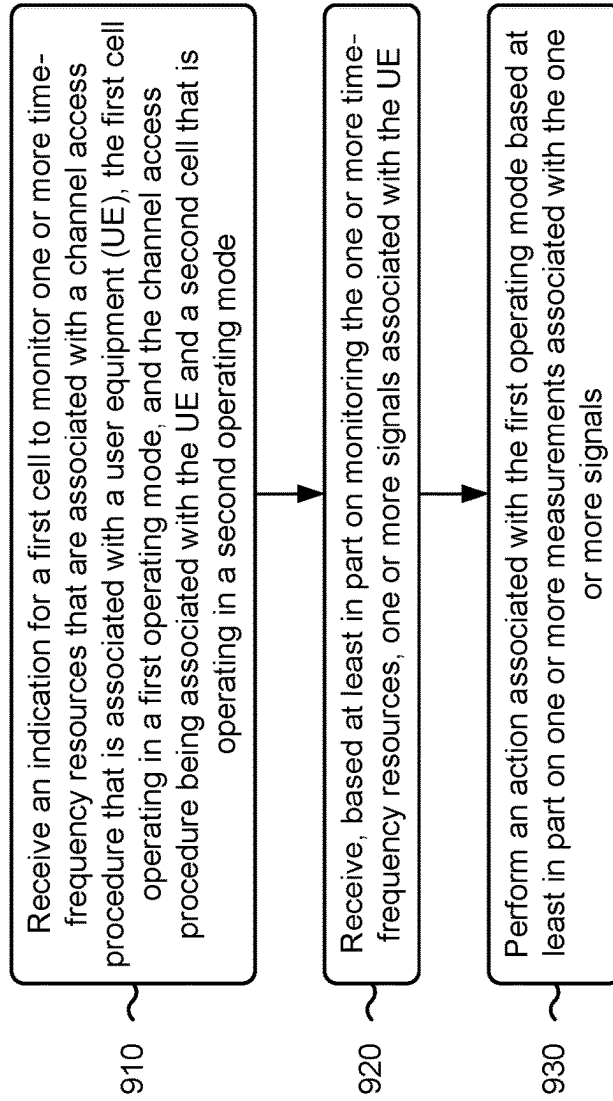 910
Receive an indication for a first cell to monitor one or more time-
frequency resources that are associated with a channel access
procedure that is associated with a user equipment (UE), the first cell
operating in a first operating mode, and the channel access
procedure being associated with the UE and a second cell that is
operating in a second operating mode
920
Receive, based at least in part on monitoring the one or more time-
frequency resources, one or more signals associated with the UE
930
Perform an action associated with the first operating mode based at
least in part on one or more measurements associated with the one
or more signals